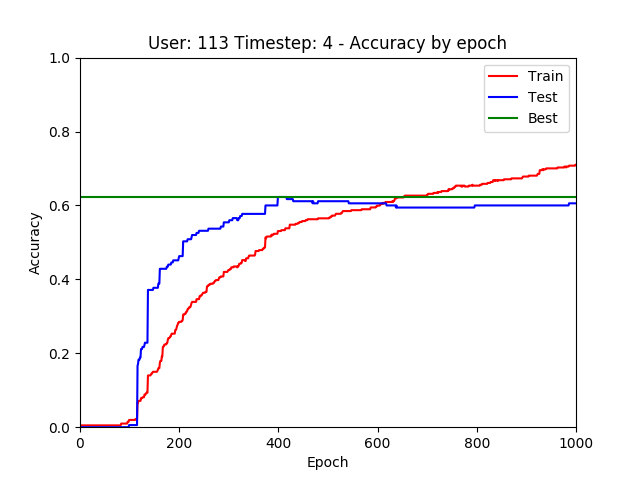 User: 113 Timestep: 4 - Accuracy by epoch
1.0
0.8
0.6
0.4
0.2
0.0
Accuracy
Train
Test
Best
0 200 400 600 800 1000
Epoch